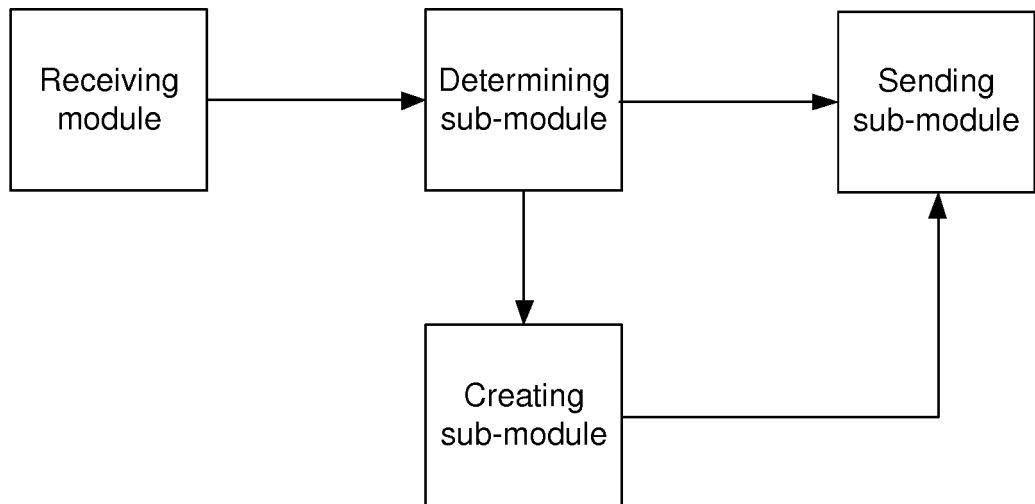 Receiving
module
Determining
sub-module
Sending
sub-module
Creating
sub-module